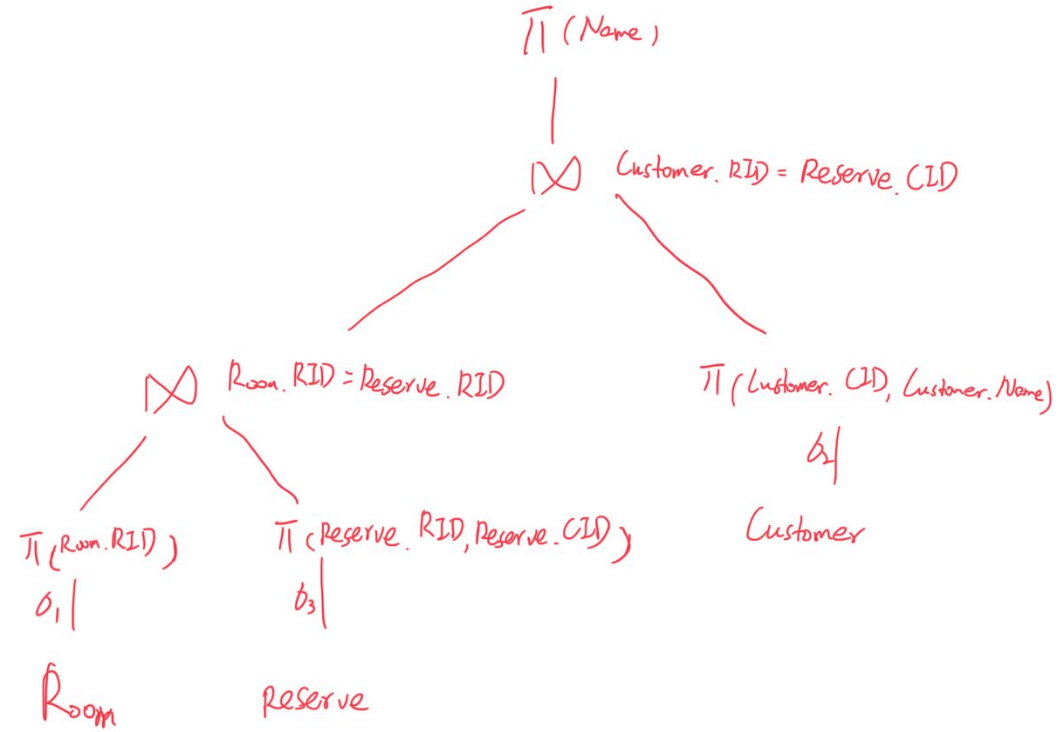 π (Name)
⋈ Customer.RID = Reserve.CID
⋈ Room.RID = Reserve.RID
π (Customer.CID, Customer.Name)
σ2
Customer
π (Room.RID)
π (Reserve.RID, Reserve.CID)
σ1
σ3
Room
Reserve